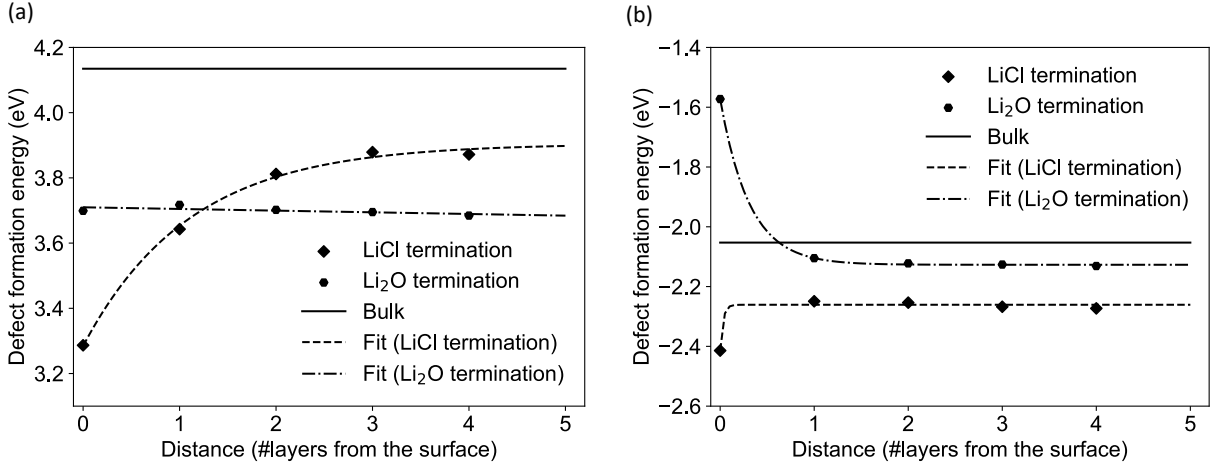 (a)
Defect formation energy (eV)
4.2
4.0
3.8
3.6
3.4
3.2
LiCl termination
Li₂O termination
Bulk
Fit (LiCl termination)
Fit (Li₂O termination)
0 1 2 3 4 5
Distance (#layers from the surface)
(b)
Defect formation energy (eV)
−1.4
−1.6
−1.8
−2.0
−2.2
−2.4
−2.6
LiCl termination
Li₂O termination
Bulk
Fit (LiCl termination)
Fit (Li₂O termination)
0 1 2 3 4 5
Distance (#layers from the surface)